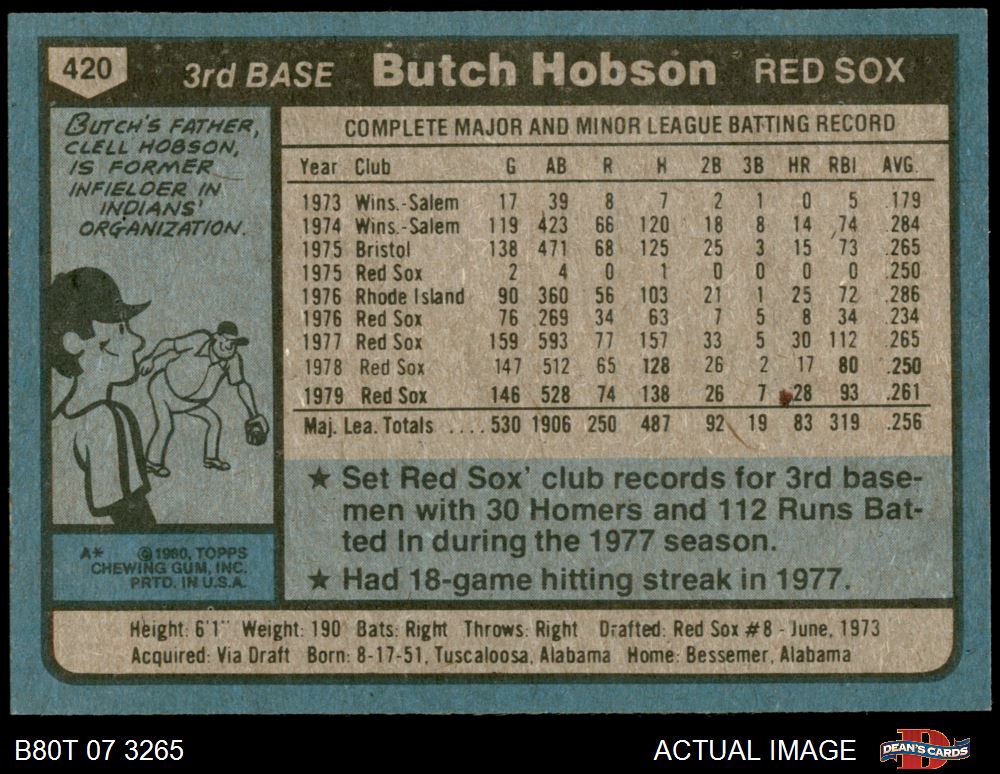 420 3rd BASE Butch Hobson RED SOX
BUTCH'S FATHER,
CLELL HOBSON,
IS FORMER
INFIELDER IN
INDIANS'
ORGANIZATION.
A* ©1980, TOPPS
CHEWING GUM, INC.
PRTD. IN U.S.A.
COMPLETE MAJOR AND MINOR LEAGUE BATTING RECORD
Year Club G AB R H 2B 3B HR RBI AVG.
1973 Wins.-Salem 17 39 8 7 2 1 0 5 .179
1974 Wins.-Salem 119 423 66 120 18 8 14 74 .284
1975 Bristol 138 471 68 125 25 3 15 73 .265
1975 Red Sox 2 4 0 1 0 0 0 0 .250
1976 Rhode Island 90 360 56 103 21 1 25 72 .286
1976 Red Sox 76 269 34 63 7 5 8 34 .234
1977 Red Sox 159 593 77 157 33 5 30 112 .265
1978 Red Sox 147 512 65 128 26 2 17 80 .250
1979 Red Sox 146 528 74 138 26 7 28 93 .261
Maj. Lea. Totals .... 530 1906 250 487 92 19 83 319 .256
★ Set Red Sox' club records for 3rd base-
men with 30 Homers and 112 Runs Bat-
ted In during the 1977 season.
★ Had 18-game hitting streak in 1977.
Height: 6'1" Weight: 190 Bats: Right Throws: Right Drafted: Red Sox #8 - June, 1973
Acquired: Via Draft Born: 8-17-51, Tuscaloosa, Alabama Home: Bessemer, Alabama
B80T 07 3265 ACTUAL IMAGE DEAN'S CARDS